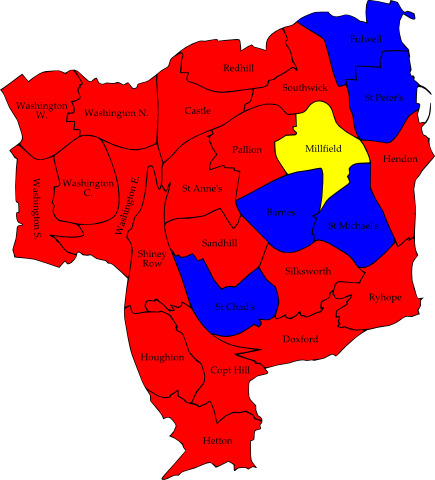 Fulwell
Redhill
Southwick
St Peter's
Washington
W.
Washington N.
Castle
Pallion
Millfield
Hendon
Washington S.
Washington
C.
Washington E.
St Anne's
Barnes
St Michael's
Sandhill
Shiney
Row
Silksworth
Ryhope
St Chad's
Doxford
Houghton
Copt Hill
Hetton